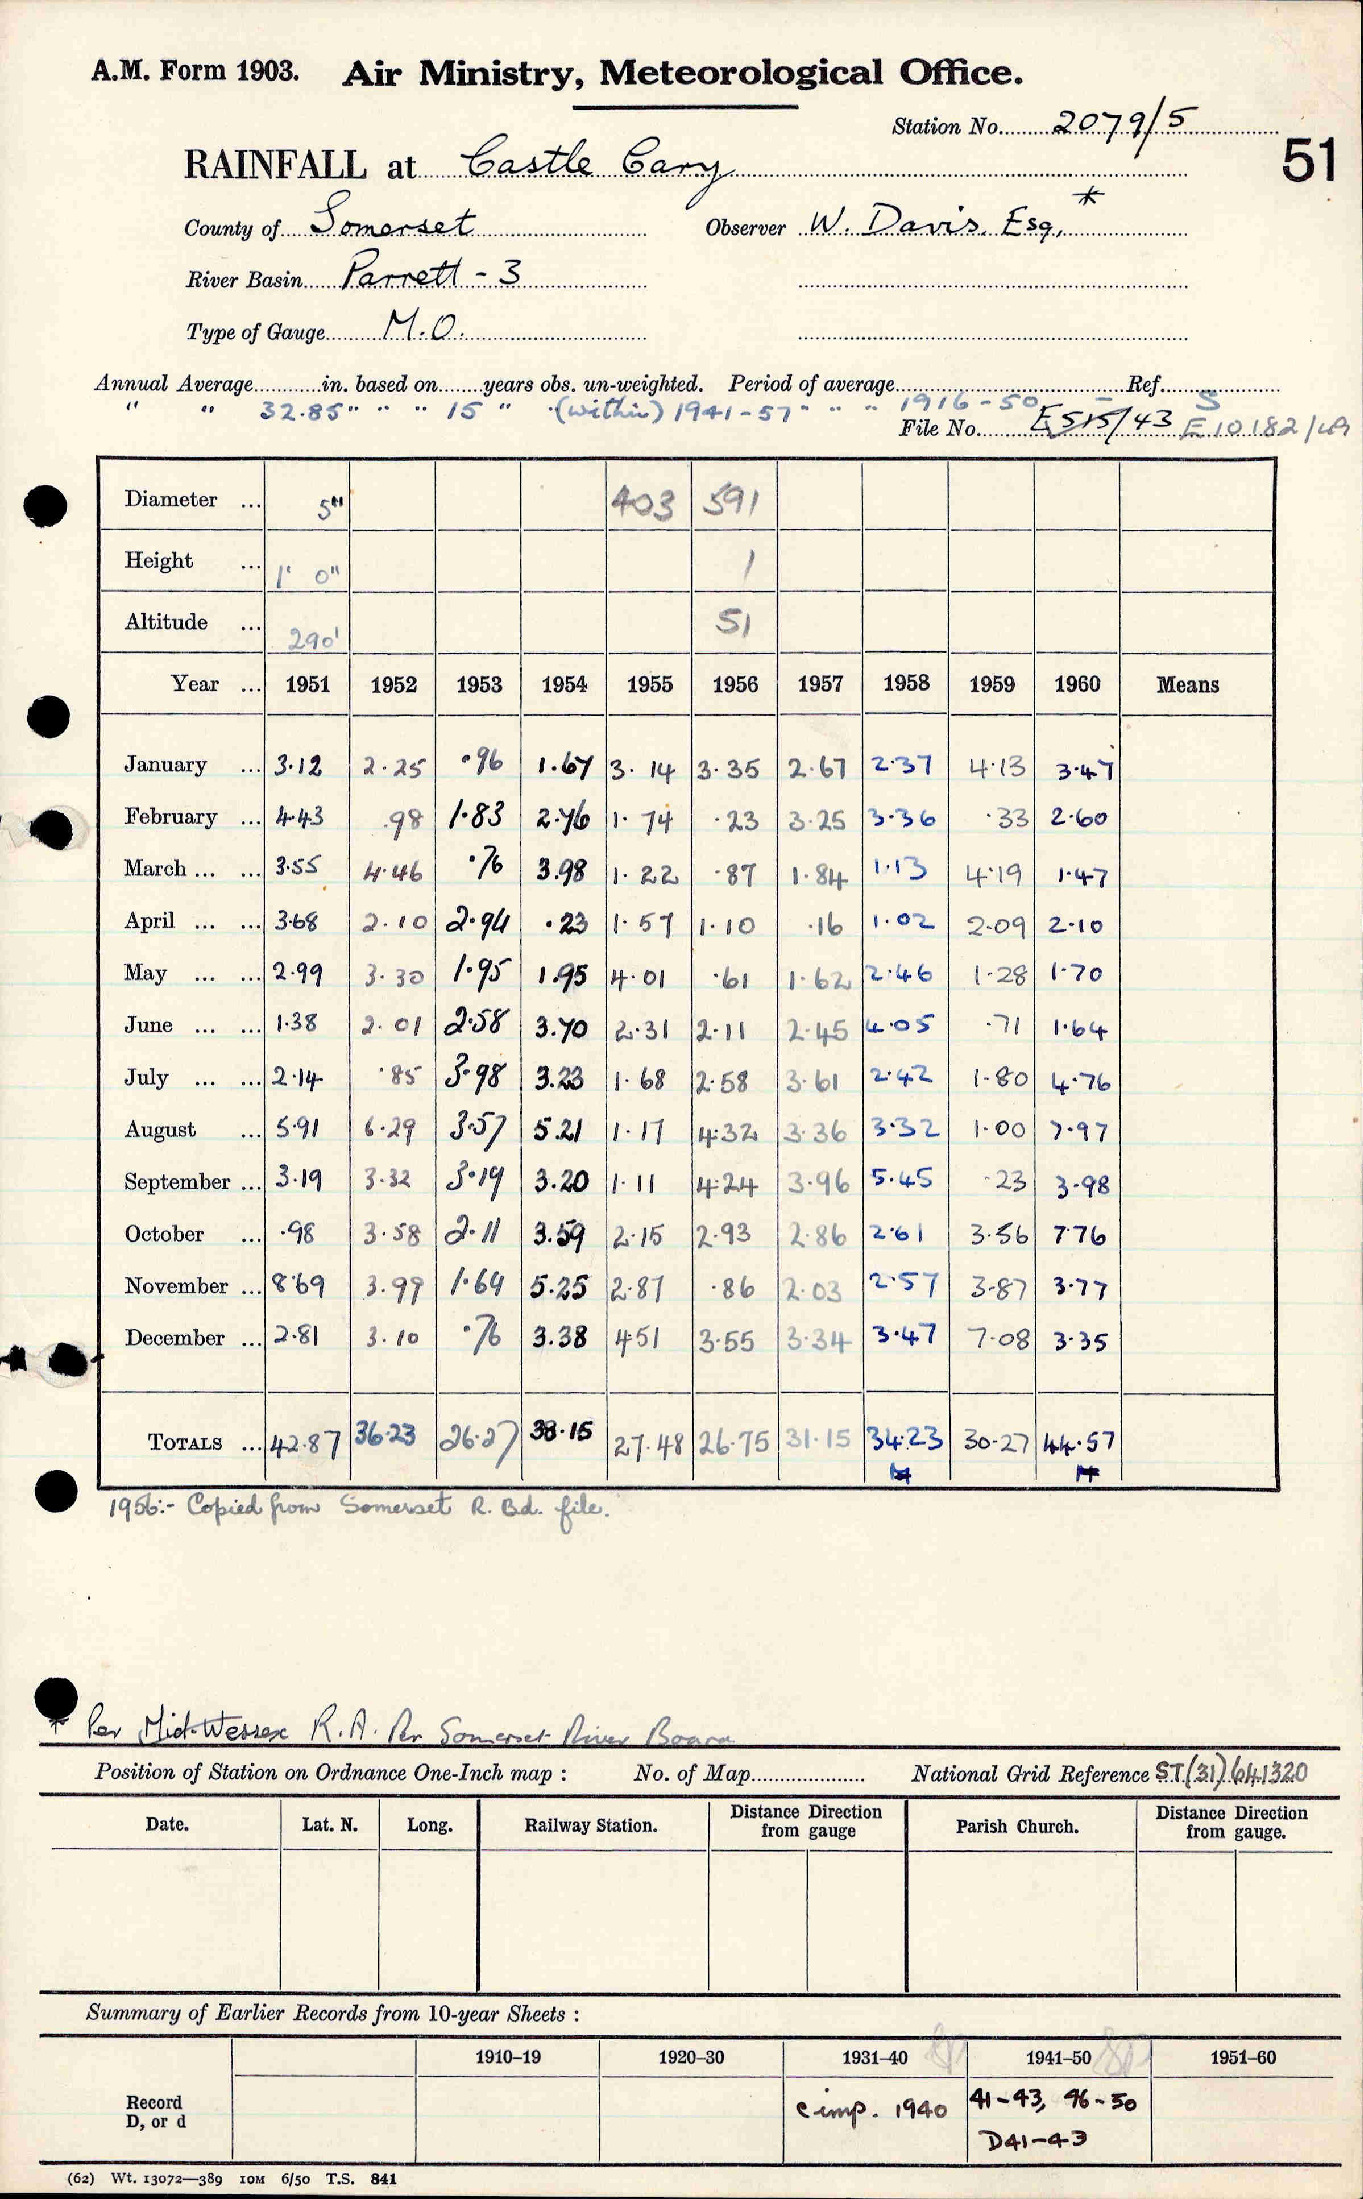 A.M. Form 1903. Air Ministry, Meteorological Office.
Station No. 2079/5
51
RAINFALL at Castle Cary
County of Somerset Observer W. Davis. Esq, *
River Basin Parrett - 3
Type of Gauge M.O.
Annual Average in. based on years obs. un-weighted. Period of average Ref.
" " 32.85 " " " 15 " (within) 1941-57 " " " 1916-50 - S
File No. E515/43 E10182/49
Diameter ... 5" 403 591
Height ... 1' 0" 1
Altitude ... 290' 51
Year ... 1951 1952 1953 1954 1955 1956 1957 1958 1959 1960 Means
January ... 3.12 2.25 .96 1.67 3.14 3.35 2.67 2.37 4.13 3.47
February ... 4.43 .98 1.83 2.76 1.74 .23 3.25 3.36 .33 2.60
March ... ... 3.55 4.46 .76 3.98 1.22 .87 1.84 1.13 4.19 1.47
April ... ... 3.68 2.10 2.94 .23 1.57 1.10 .16 1.02 2.09 2.10
May ... ... 2.99 3.30 1.95 1.95 4.01 .61 1.62 2.46 1.28 1.70
June ... ... 1.38 2.01 2.58 3.70 2.31 2.11 2.45 4.05 .71 1.64
July ... ... 2.14 .85 3.98 3.23 1.68 2.58 3.61 2.42 1.80 4.76
August ... 5.91 6.29 3.57 5.21 1.17 4.32 3.36 3.32 1.00 7.97
September ... 3.19 3.32 3.19 3.20 1.11 4.24 3.96 5.45 .23 3.98
October ... .98 3.58 2.11 3.59 2.15 2.93 2.86 2.61 3.56 7.76
November ... 8.69 3.99 1.64 5.25 2.87 .86 2.03 2.57 3.87 3.77
December ... 2.81 3.10 .76 3.38 4.51 3.55 3.34 3.47 7.08 3.35
TOTALS ... 42.87 36.23 26.27 38.15 27.48 26.75 31.15 34.23 30.27 44.57
1956:- Copied from Somerset R. Bd. file.
* Per Mid-Wessex R.A. Per Somerset River Board
Position of Station on Ordnance One-Inch map : No. of Map National Grid Reference ST(31)641320
Date. Lat. N. Long. Railway Station. Distance Direction from gauge Parish Church. Distance Direction from gauge.
Summary of Earlier Records from 10-year Sheets :
1910–19 1920–30 1931–40 1941–50 1951–60
Record
D, or d
c imp. 1940 41-43, 46-50
D41-43
(62) Wt. 13072—389 10M 6/50 T.S. 841